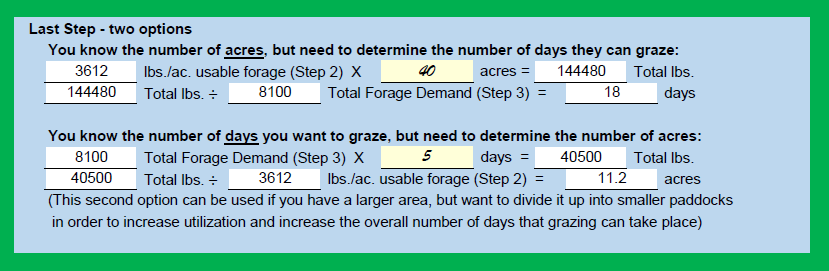 Last Step - two options
You know the number of acres, but need to determine the number of days they can graze:
3612 lbs./ac. usable forage (Step 2) X 40 acres = 144480 Total lbs.
144480 Total lbs. ÷ 8100 Total Forage Demand (Step 3) = 18 days
You know the number of days you want to graze, but need to determine the number of acres:
8100 Total Forage Demand (Step 3) X 5 days = 40500 Total lbs.
40500 Total lbs. ÷ 3612 lbs./ac. usable forage (Step 2) = 11.2 acres
(This second option can be used if you have a larger area, but want to divide it up into smaller paddocks
in order to increase utilization and increase the overall number of days that grazing can take place)